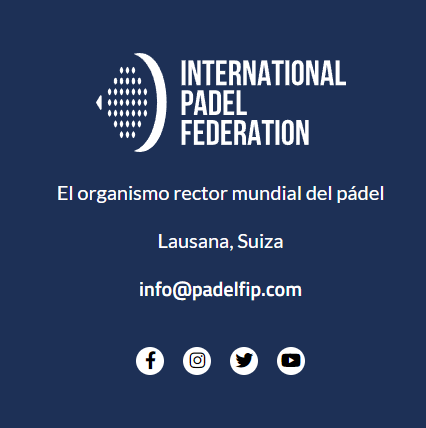 INTERNATIONAL
PADEL
FEDERATION
El organismo rector mundial del pádel
Lausana, Suiza
info@padelfip.com